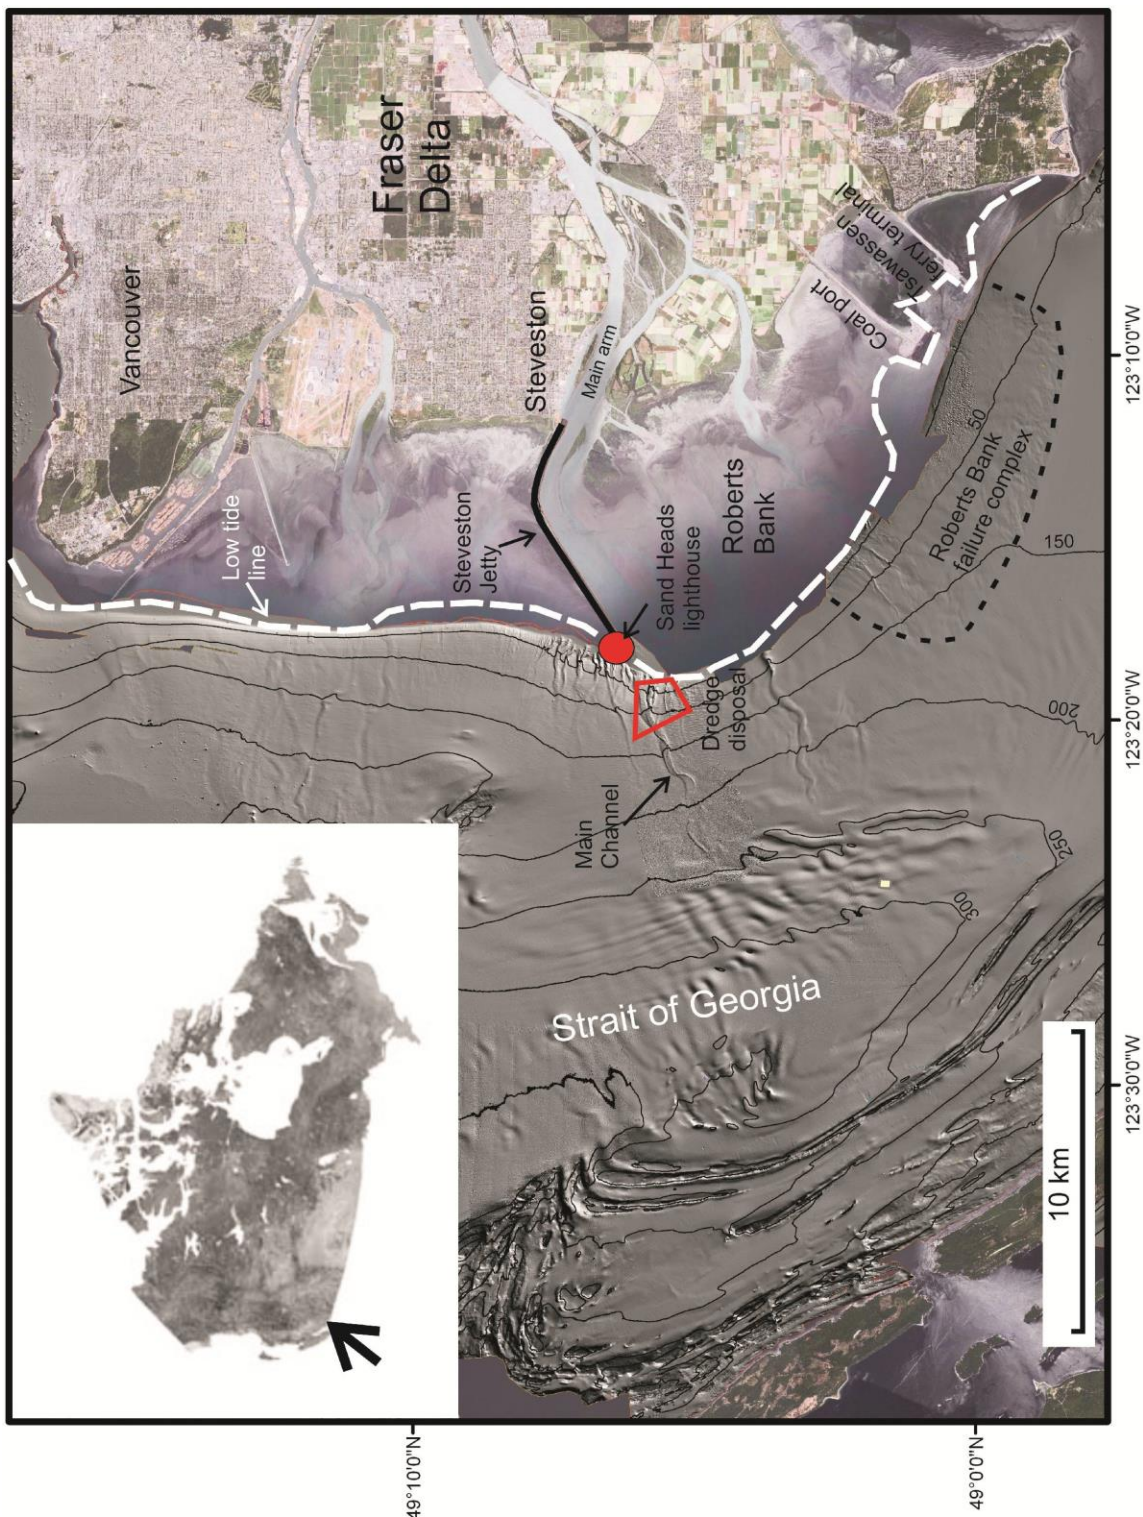 Vancouver
Fraser
Delta
Low tide
line
Steveston
Steveston
Jetty
Main arm
Sand Heads
lighthouse
Roberts
Bank
Coal port
Tsawassen
ferry terminal
Main
Channel
Dredge
disposal
Roberts Bank
failure complex
50
150
200
250
300
Strait of Georgia
10 km
123°30'0"W
123°20'0"W
123°10'0"W
49°10'0"N
49°0'0"N